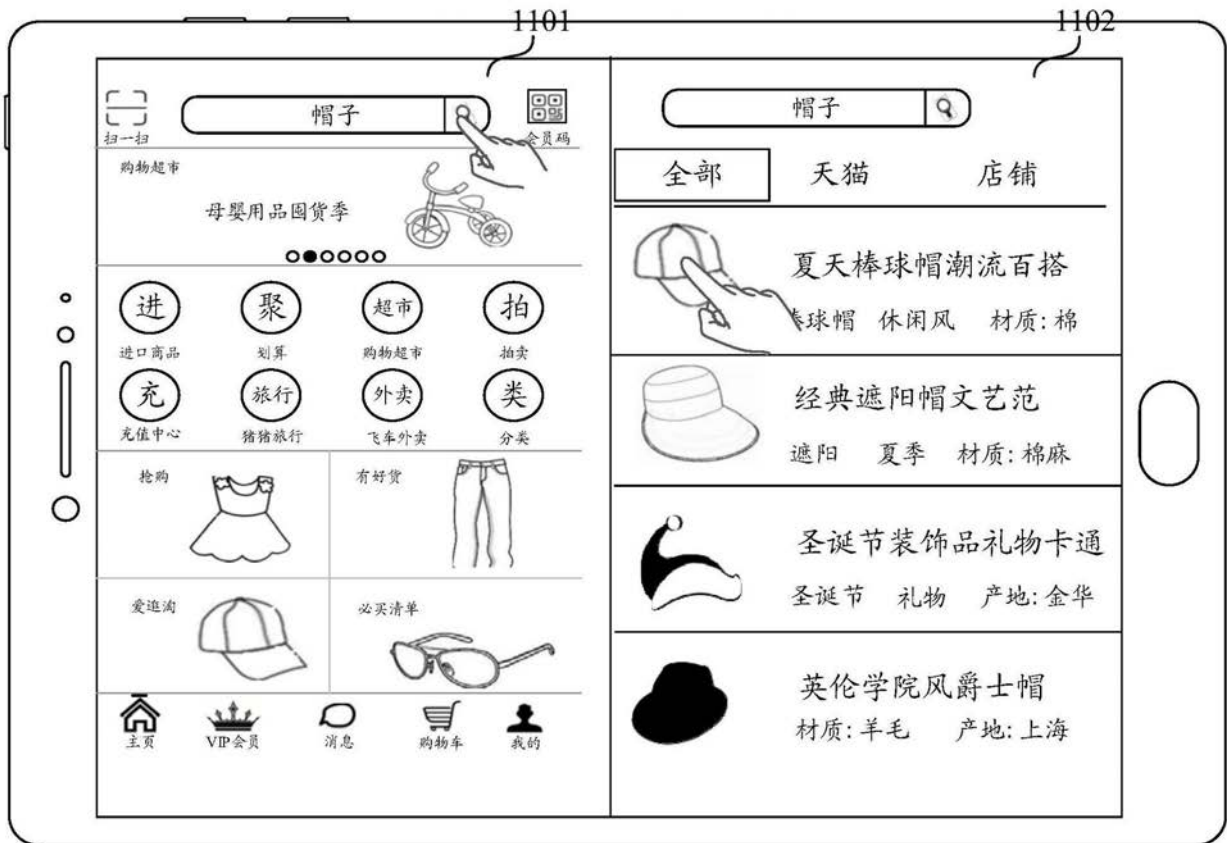 1101
1102
帽子
扫一扫
会员码
购物超市
母婴用品囤货季
进
聚
超市
拍
进口商品
划算
购物超市
拍卖
充
旅行
外卖
类
充值中心
猪猪旅行
飞车外卖
分类
抢购
有好货
爱逛淘
必买清单
主页
VIP会员
消息
购物车
我的
帽子
全部
天猫
店铺
夏天棒球帽潮流百搭
棒球帽 休闲风 材质:棉
经典遮阳帽文艺范
遮阳 夏季 材质:棉麻
圣诞节装饰品礼物卡通
圣诞节 礼物 产地:金华
英伦学院风爵士帽
材质:羊毛 产地:上海